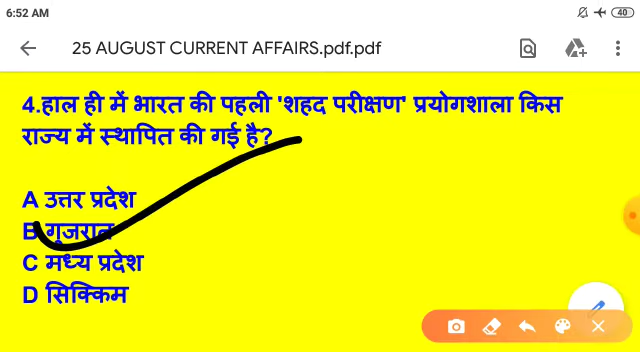 6:52 AM
40
25 AUGUST CURRENT AFFAIRS.pdf.pdf
4.हाल ही में भारत की पहली 'शहद परीक्षण' प्रयोगशाला किस
राज्य में स्थापित की गई है?
A उत्तर प्रदेश
B गुजरात
C मध्य प्रदेश
D सिक्किम